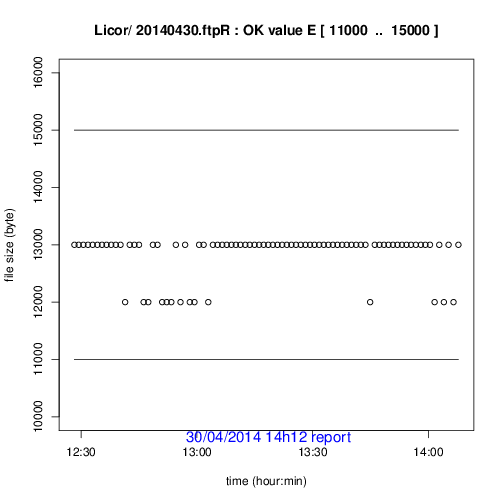 Licor/ 20140430.ftpR : OK value E [ 11000  ..  15000 ]
file size (byte)
16000
15000
14000
13000
12000
11000
10000
30/04/2014 14h12 report
12:30 13:00 13:30 14:00
time (hour:min)